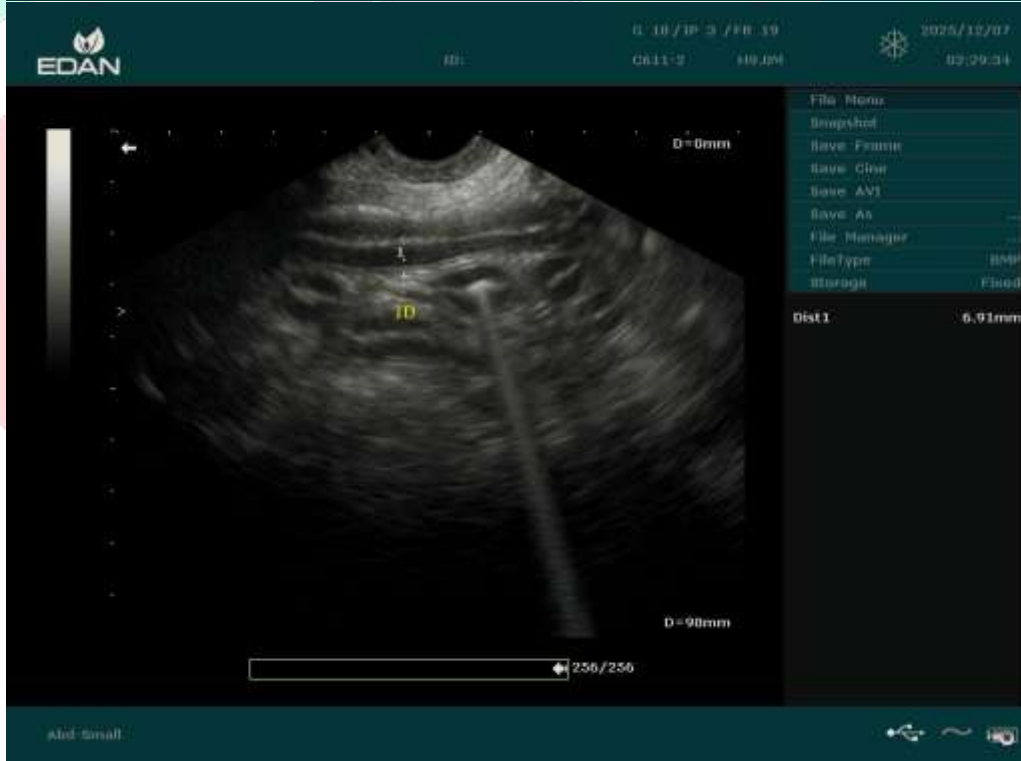 EDAN
ID:
G 18/IP 3 /FR 19
C611-2 H8.0M
2025/12/07
02:29:34
File Menu
Snapshot
Save Frame
Save Cine
Save AVI
Save As ...
File Manager ...
FileType BMP
Storage Fixed
D=0mm
1
ID
Dist1 6.91mm
D=98mm
256/256
Abd-Small